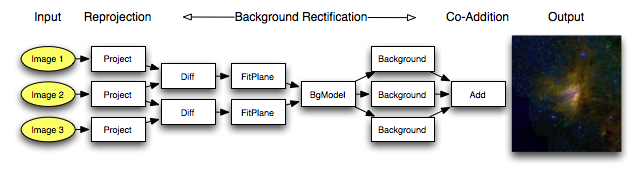 Input Reprojection Background Rectification Co-Addition Output
Image 1 Project Background
Diff FitPlane
Image 2 Project BgModel Background Add
Diff FitPlane
Image 3 Project Background